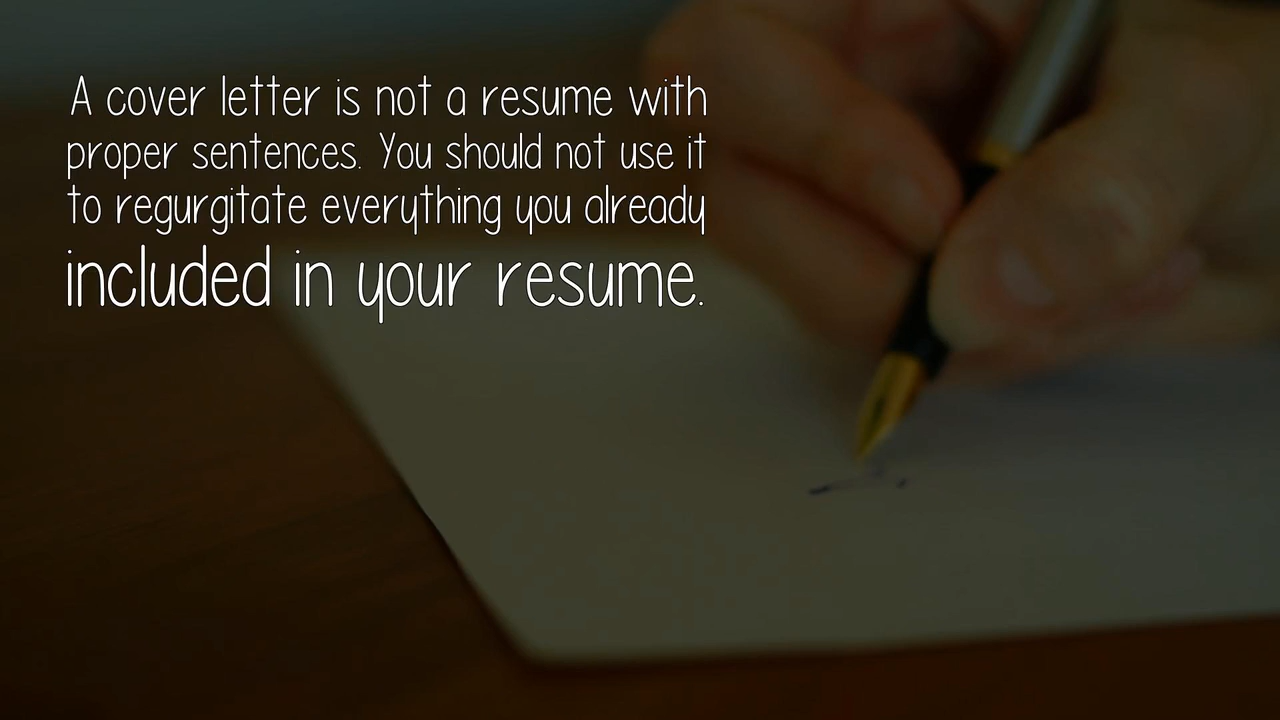 A cover letter is not a resume with
proper sentences. You should not use it
to regurgitate everything you already
included in your resume.